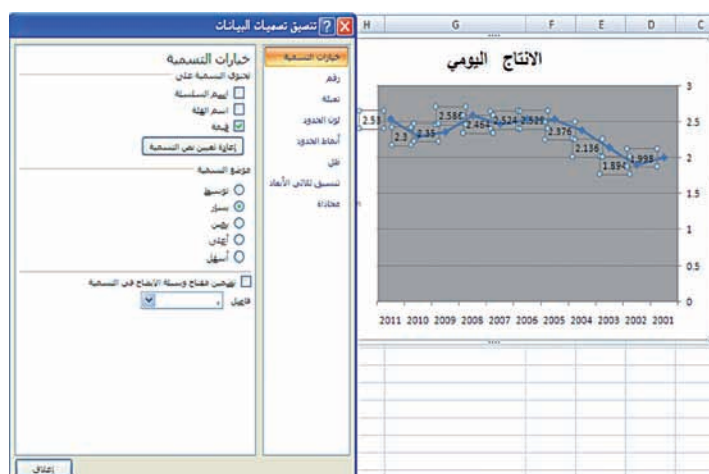 تنسيق تسميات البيانات
خيارات التسمية
رقم
تعبئة
لون الحدود
أنماط الحدود
ظل
تنسيق ثلاثي الأبعاد
محاذاة
خيارات التسمية
تحتوي التسمية على
اسم السلسلة
اسم الفئة
قيمة
إعادة تعيين نص التسمية
موضع التسمية
توسيط
يسار
يمين
أعلى
أسفل
تضمين مفتاح وسيلة الإيضاح في التسمية
فاصل ,
إغلاق
H G F E D C
الانتاج اليومي
3
2.5
2
1.5
1
0.5
0
2.53 2.3 2.35 2.586 2.464 2.524 2.529 2.376 2.136 1.894 1.998
2011 2010 2009 2008 2007 2006 2005 2004 2003 2002 2001